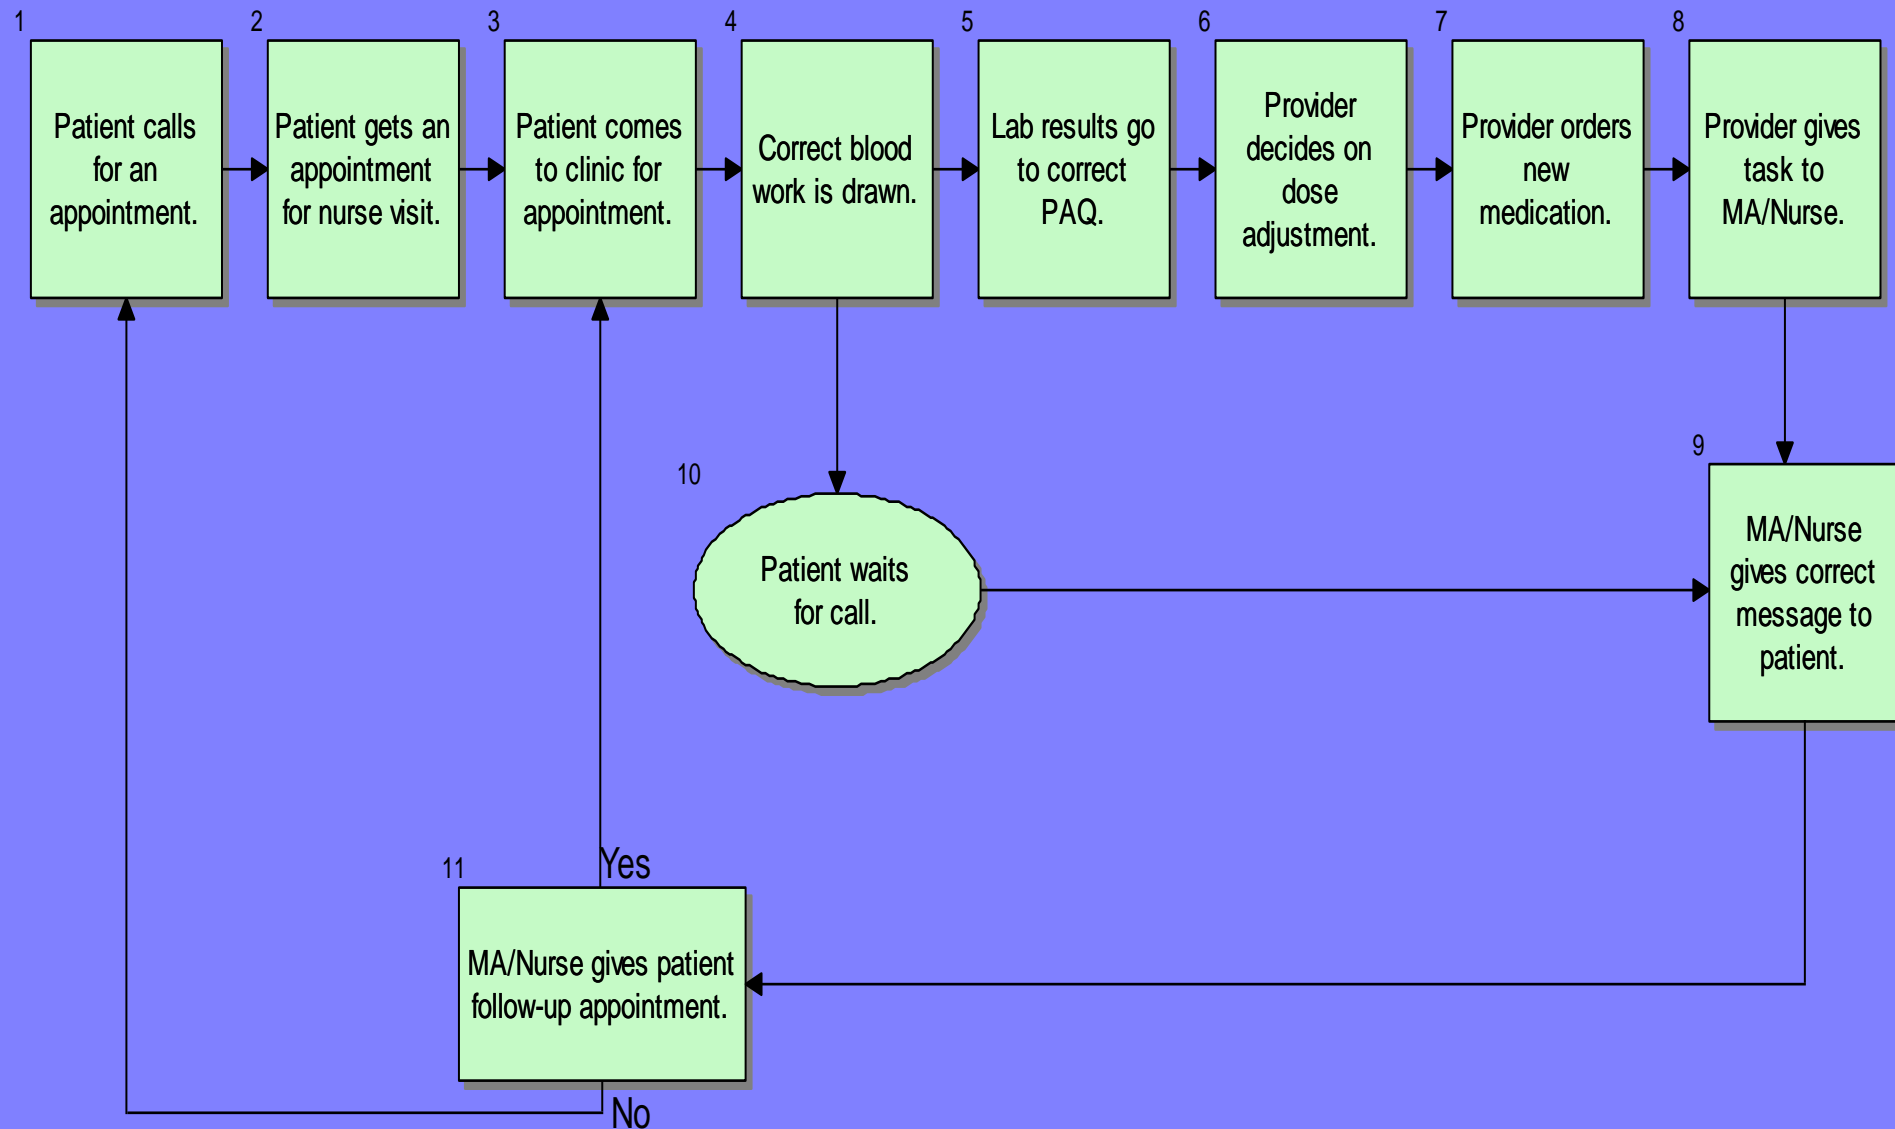 1
Patient calls
for an
appointment.
2
Patient gets an
appointment
for nurse visit.
3
Patient comes
to clinic for
appointment.
4
Correct blood
work is drawn.
5
Lab results go
to correct
PAQ.
6
Provider
decides on
dose
adjustment.
7
Provider orders
new
medication.
8
Provider gives
task to
MA/Nurse.
9
MA/Nurse
gives correct
message to
patient.
10
Patient waits
for call.
11
Yes
MA/Nurse gives patient
follow-up appointment.
No